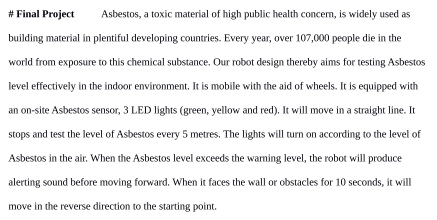 # Final Project Asbestos, a toxic material of high public health concern, is widely used as
building material in plentiful developing countries. Every year, over 107,000 people die in the
world from exposure to this chemical substance. Our robot design thereby aims for testing Asbestos
level effectively in the indoor environment. It is mobile with the aid of wheels. It is equipped with
an on-site Asbestos sensor, 3 LED lights (green, yellow and red). It will move in a straight line. It
stops and test the level of Asbestos every 5 metres. The lights will turn on according to the level of
Asbestos in the air. When the Asbestos level exceeds the warning level, the robot will produce
alerting sound before moving forward. When it faces the wall or obstacles for 10 seconds, it will
move in the reverse direction to the starting point.